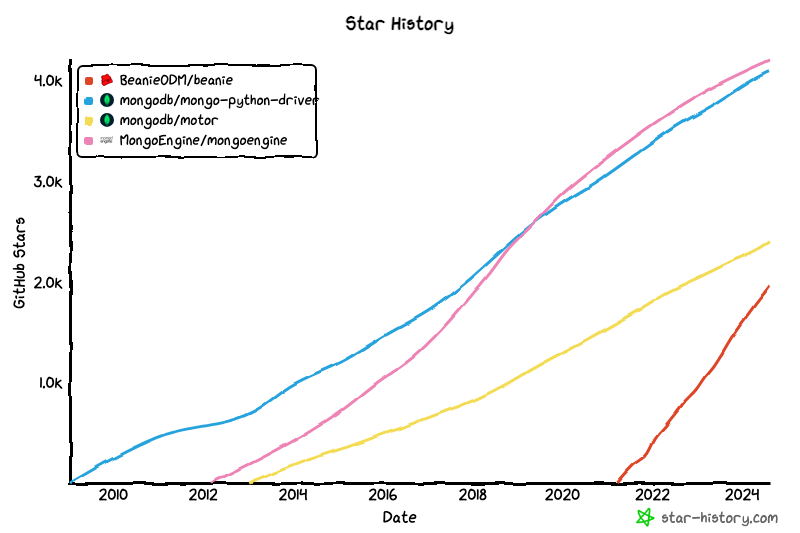 Star History
BeanieODM/beanie
mongodb/mongo-python-driver
mongodb/motor
MongoEngine/mongoengine
4.0k
3.0k
2.0k
1.0k
GitHub Stars
2010 2012 2014 2016 2018 2020 2022 2024
Date
star-history.com